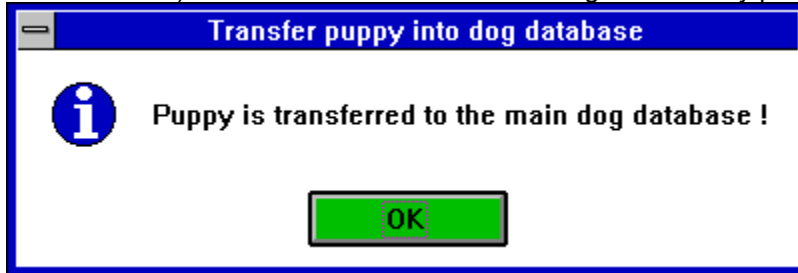 Transfer puppy into dog database
Puppy is transferred to the main dog database !
OK